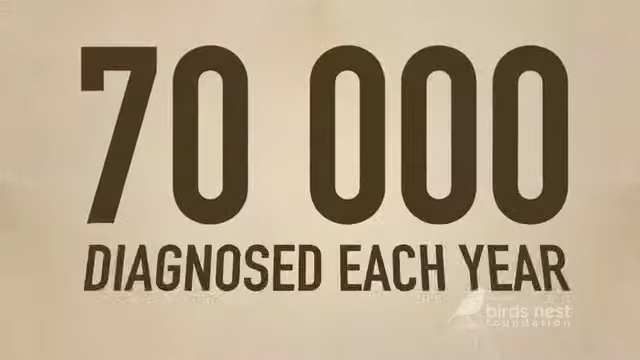 70 000
DIAGNOSED EACH YEAR
birds nest
foundation